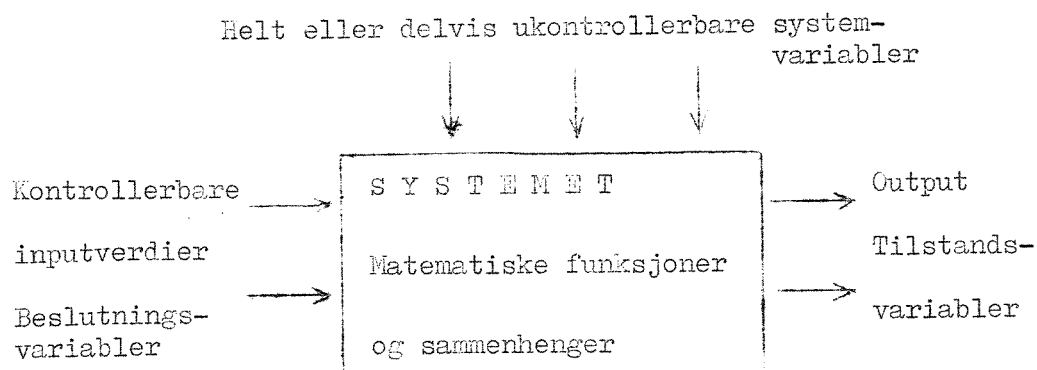 Helt eller delvis ukontrollerbare system-
variabler
Kontrollerbare
inputverdier
Beslutnings-
variabler
S Y S T E M E T
Matematiske funksjoner
og sammenhenger
Output
Tilstands-
variabler